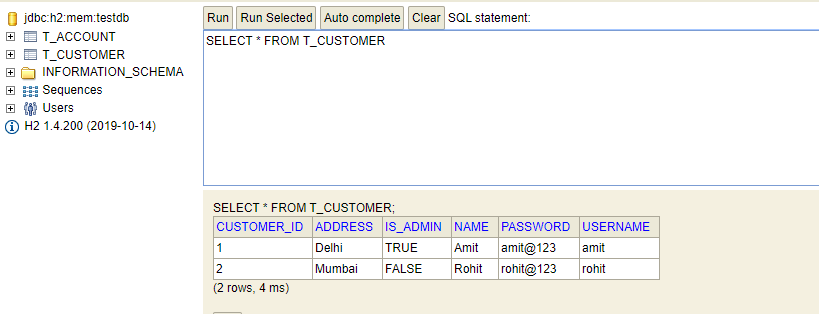 jdbc:h2:mem:testdb
T_ACCOUNT
T_CUSTOMER
INFORMATION_SCHEMA
Sequences
Users
H2 1.4.200 (2019-10-14)
Run Run Selected Auto complete Clear SQL statement:
SELECT * FROM T_CUSTOMER
SELECT * FROM T_CUSTOMER;
CUSTOMER_ID ADDRESS IS_ADMIN NAME PASSWORD USERNAME
1 Delhi TRUE Amit amit@123 amit
2 Mumbai FALSE Rohit rohit@123 rohit
(2 rows, 4 ms)